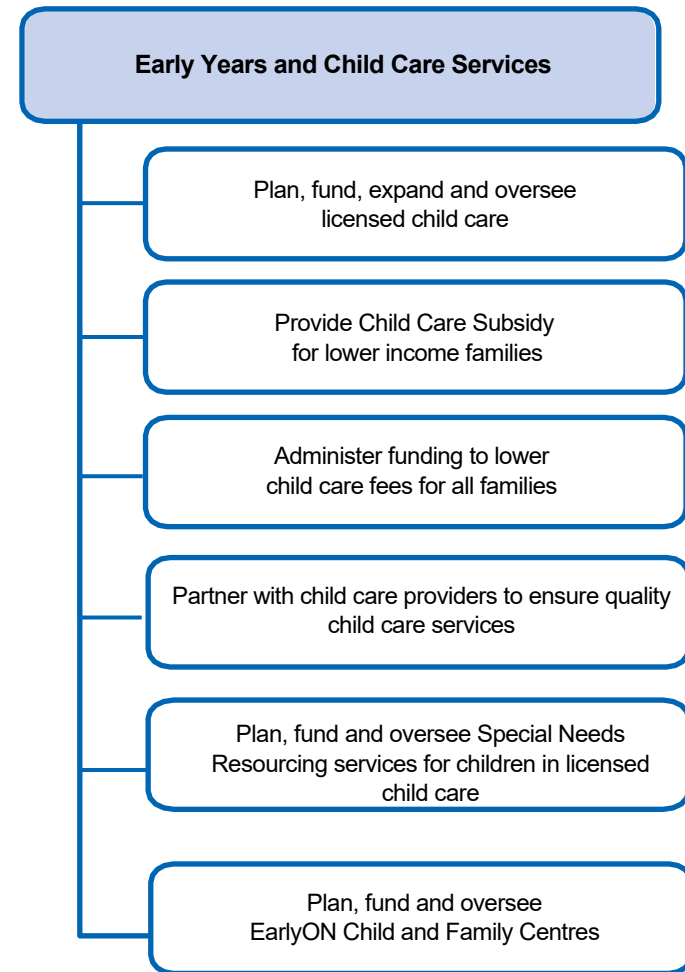 Early Years and Child Care Services
Plan, fund, expand and oversee
licensed child care
Provide Child Care Subsidy
for lower income families
Administer funding to lower
child care fees for all families
Partner with child care providers to ensure quality
child care services
Plan, fund and oversee Special Needs
Resourcing services for children in licensed
child care
Plan, fund and oversee
EarlyON Child and Family Centres